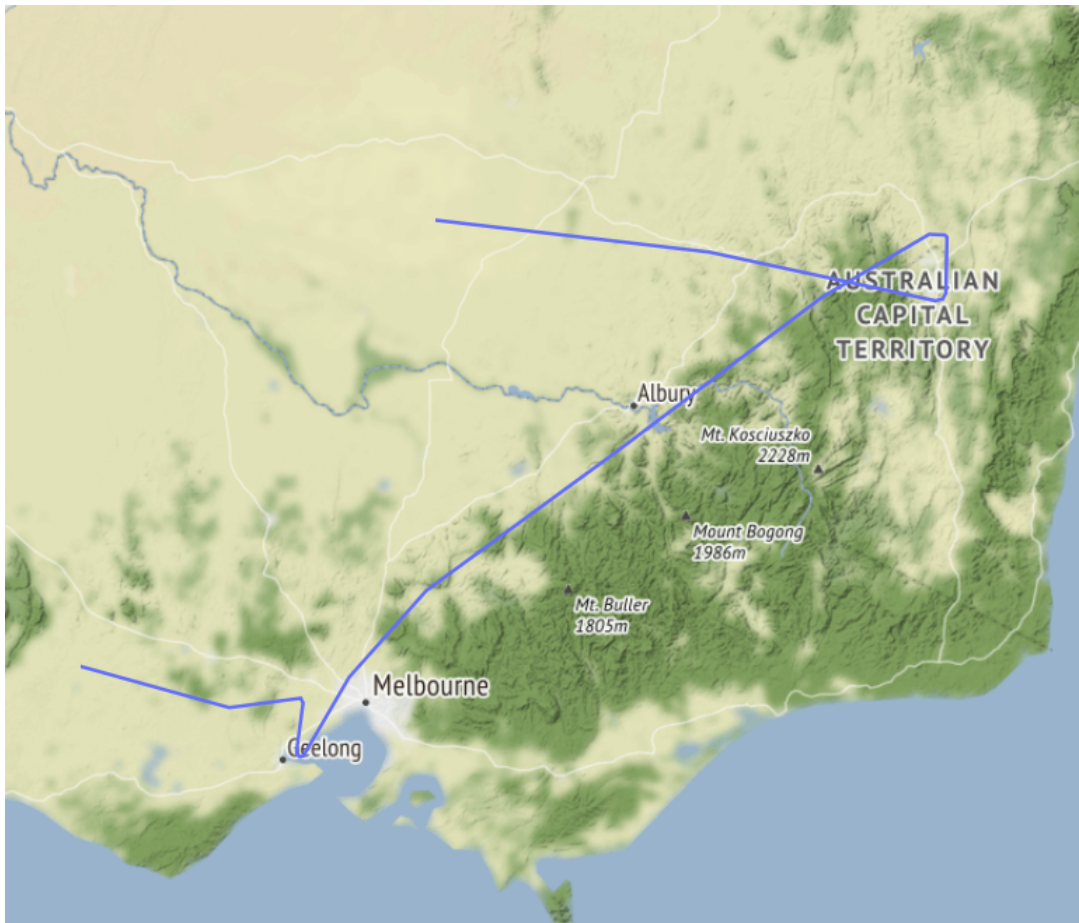 AUSTRALIAN
CAPITAL
TERRITORY
Albury
Mt. Kosciuszko
2228m
Mount Bogong
1986m
Mt. Buller
1805m
Melbourne
Geelong